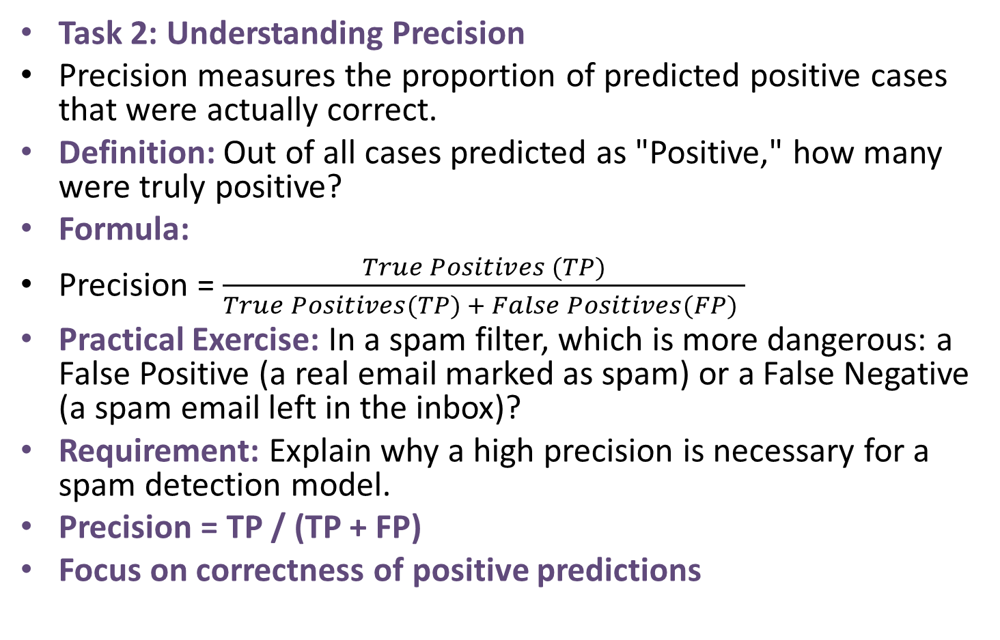 • Task 2: Understanding Precision
• Precision measures the proportion of predicted positive cases
that were actually correct.
• Definition: Out of all cases predicted as "Positive," how many
were truly positive?
• Formula:
• Precision = True Positives (TP)
True Positives(TP) + False Positives(FP)
• Practical Exercise: In a spam filter, which is more dangerous: a
False Positive (a real email marked as spam) or a False Negative
(a spam email left in the inbox)?
• Requirement: Explain why a high precision is necessary for a
spam detection model.
• Precision = TP / (TP + FP)
• Focus on correctness of positive predictions